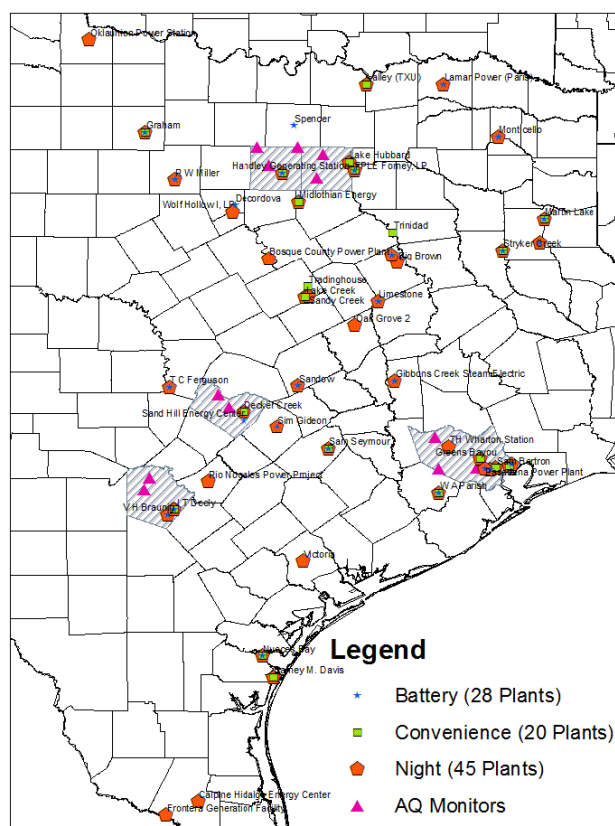 Oklaunion Power Station
Valley (TXU)
Lamar Power (Paris)
Spencer
Graham
Monticello
Lake Hubbard
Handley Generating Station
FPLE Forney, LP
R W Miller
Decordova
Midlothian Energy
Wolf Hollow I, LP
Martin Lake
Trinidad
Stryker Creek
Bosque County Power Plant
Big Brown
Tradinghouse
Lake Creek
Sandy Creek
Limestone
Oak Grove 2
T C Ferguson
Sandow
Gibbons Creek Steam Electric
Decker Creek
Sand Hill Energy Center
Sim Gideon
TH Wharton Station
Sam Seymour
Greens Bayou
Sam Bertron
Power Plant
Rio Nogales Power Project
W A Parish
J T Deely
V H Braunig
Victoria
Nueces Bay
Barney M. Davis
Calpine Hidalgo Energy Center
Frontera Generation Facility
Legend
Battery (28 Plants)
Convenience (20 Plants)
Night (45 Plants)
AQ Monitors